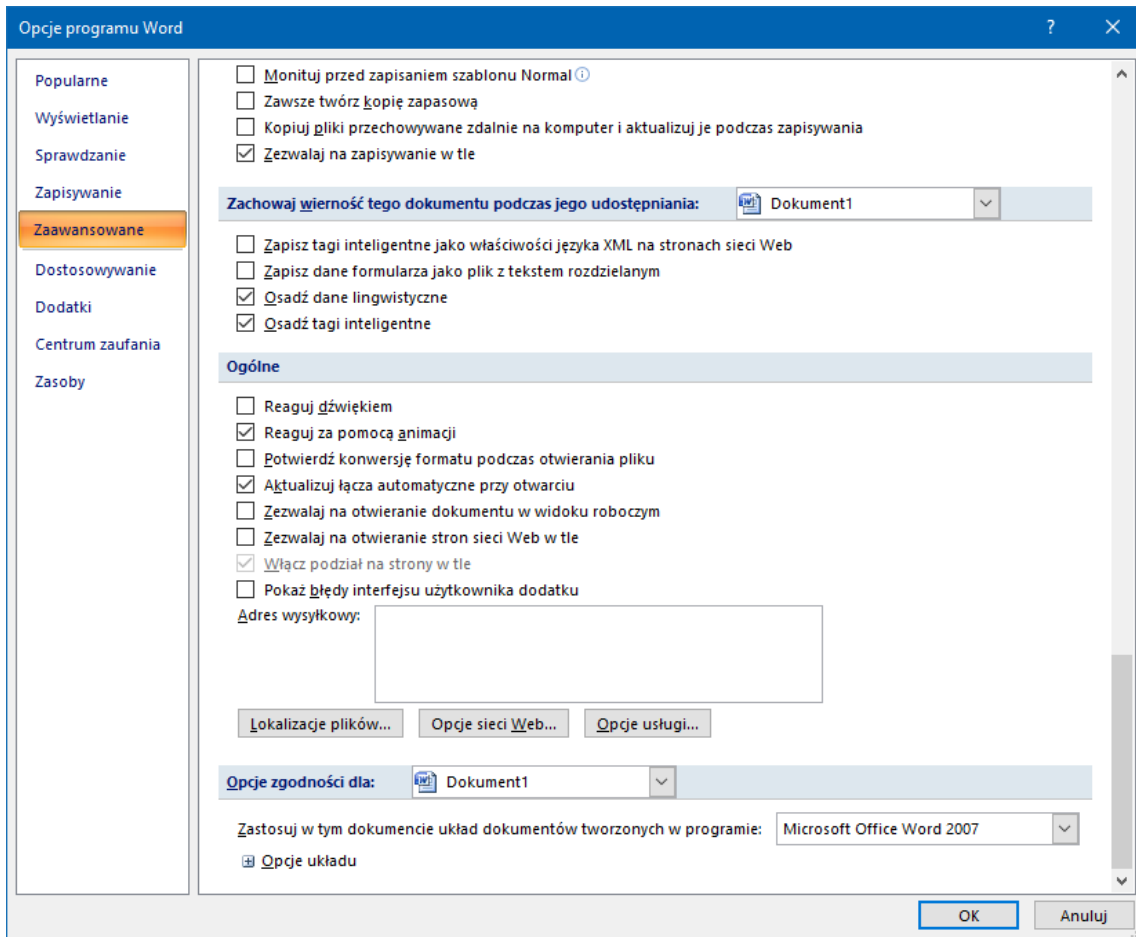 Opcje programu Word
Popularne
Wyświetlanie
Sprawdzanie
Zapisywanie
Zaawansowane
Dostosowywanie
Dodatki
Centrum zaufania
Zasoby
Monituj przed zapisaniem szablonu Normal
Zawsze twórz kopię zapasową
Kopiuj pliki przechowywane zdalnie na komputer i aktualizuj je podczas zapisywania
Zezwalaj na zapisywanie w tle
Zachowaj wierność tego dokumentu podczas jego udostępniania: Dokument1
Zapisz tagi inteligentne jako właściwości języka XML na stronach sieci Web
Zapisz dane formularza jako plik z tekstem rozdzielanym
Osadź dane lingwistyczne
Osadź tagi inteligentne
Ogólne
Reaguj dźwiękiem
Reaguj za pomocą animacji
Potwierdź konwersję formatu podczas otwierania pliku
Aktualizuj łącza automatyczne przy otwarciu
Zezwalaj na otwieranie dokumentu w widoku roboczym
Zezwalaj na otwieranie stron sieci Web w tle
Włącz podział na strony w tle
Pokaż błędy interfejsu użytkownika dodatku
Adres wysyłkowy:
Lokalizacje plików... Opcje sieci Web... Opcje usługi...
Opcje zgodności dla: Dokument1
Zastosuj w tym dokumencie układ dokumentów tworzonych w programie: Microsoft Office Word 2007
Opcje układu
OK Anuluj